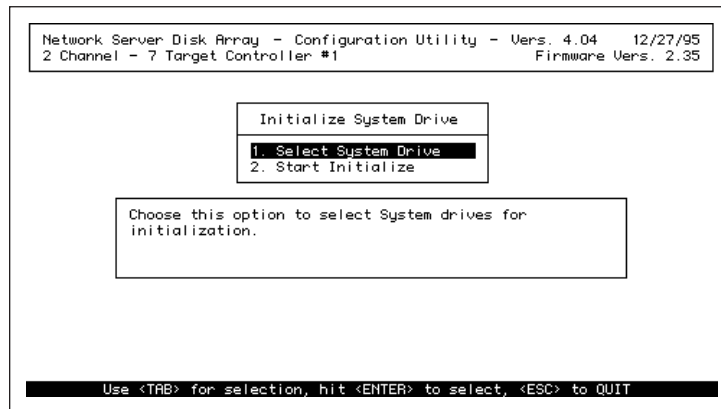 Network Server Disk Array - Configuration Utility - Vers. 4.04 12/27/95
2 Channel - 7 Target Controller #1 Firmware Vers. 2.35
Initialize System Drive
1. Select System Drive
2. Start Initialize
Choose this option to select System drives for
initialization.
Use <TAB> for selection, hit <ENTER> to select, <ESC> to QUIT